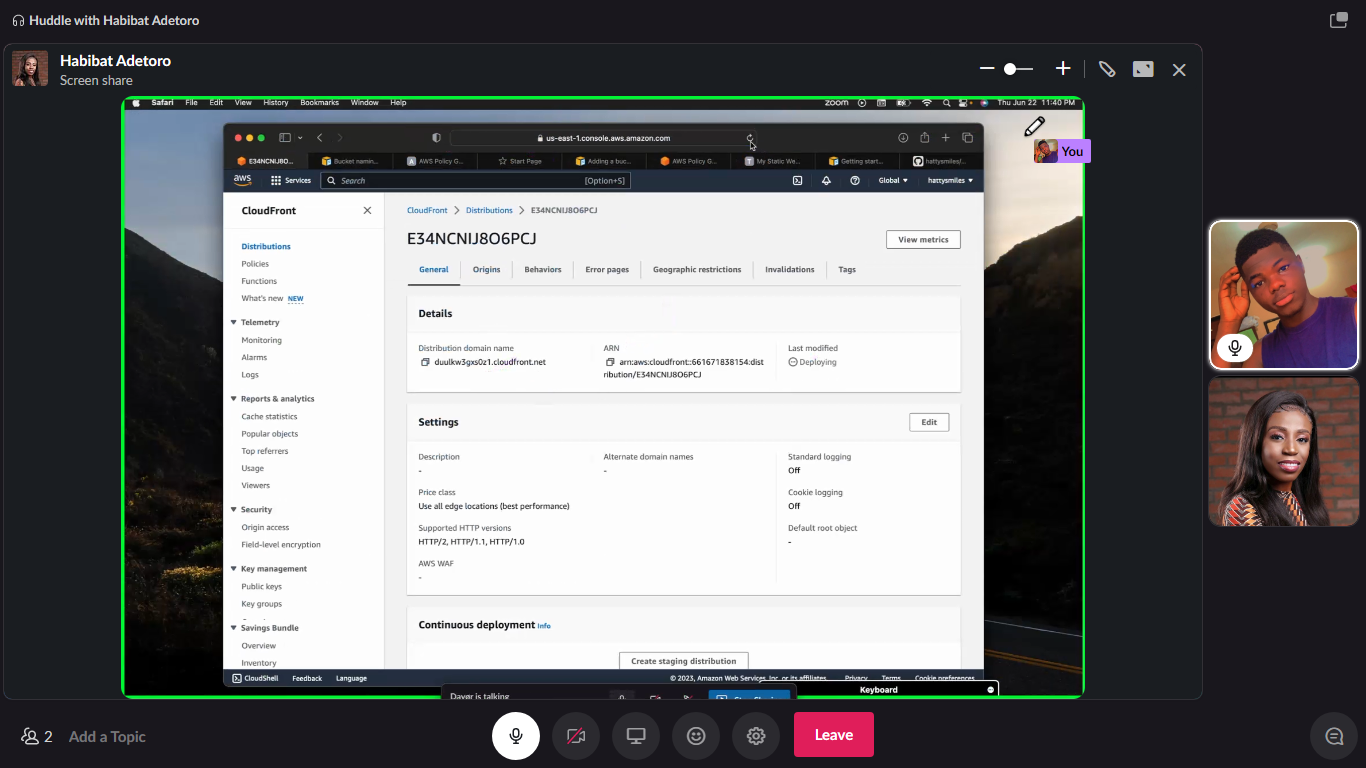 Huddle with Habibat Adetoro
Habibat Adetoro
Screen share
Safari File Edit View History Bookmarks Window Help
zoom Thu Jun 22 11:40 PM
us-east-1.console.aws.amazon.com
You
E34NCNIJ8O... Bucket namin... AWS Policy G... Start Page Adding a buc... AWS Policy G... My Static We... Getting start... hattysmiles/...
aws Services Search [Option+S] Global hattysmiles
CloudFront
CloudFront > Distributions > E34NCNIJ8O6PCJ
E34NCNIJ8O6PCJ
View metrics
Distributions
Policies
Functions
What's new NEW
Telemetry
Monitoring
Alarms
Logs
Reports & analytics
Cache statistics
Popular objects
Top referrers
Usage
Viewers
Security
Origin access
Field-level encryption
Key management
Public keys
Key groups
Savings Bundle
Overview
Inventory
General Origins Behaviors Error pages Geographic restrictions Invalidations Tags
Details
Distribution domain name
duulkw3gxs0z1.cloudfront.net
ARN
arn:aws:cloudfront::661671838154:dist
ribution/E34NCNIJ8O6PCJ
Last modified
Deploying
Settings
Edit
Description
-
Alternate domain names
-
Standard logging
Off
Price class
Use all edge locations (best performance)
Cookie logging
Off
Supported HTTP versions
HTTP/2, HTTP/1.1, HTTP/1.0
Default root object
-
AWS WAF
-
Continuous deployment Info
Create staging distribution
CloudShell Feedback Language © 2023, Amazon Web Services, Inc. or its affiliates. Privacy Terms Cookie preferences
is talking
Keyboard
2 Add a Topic
Leave